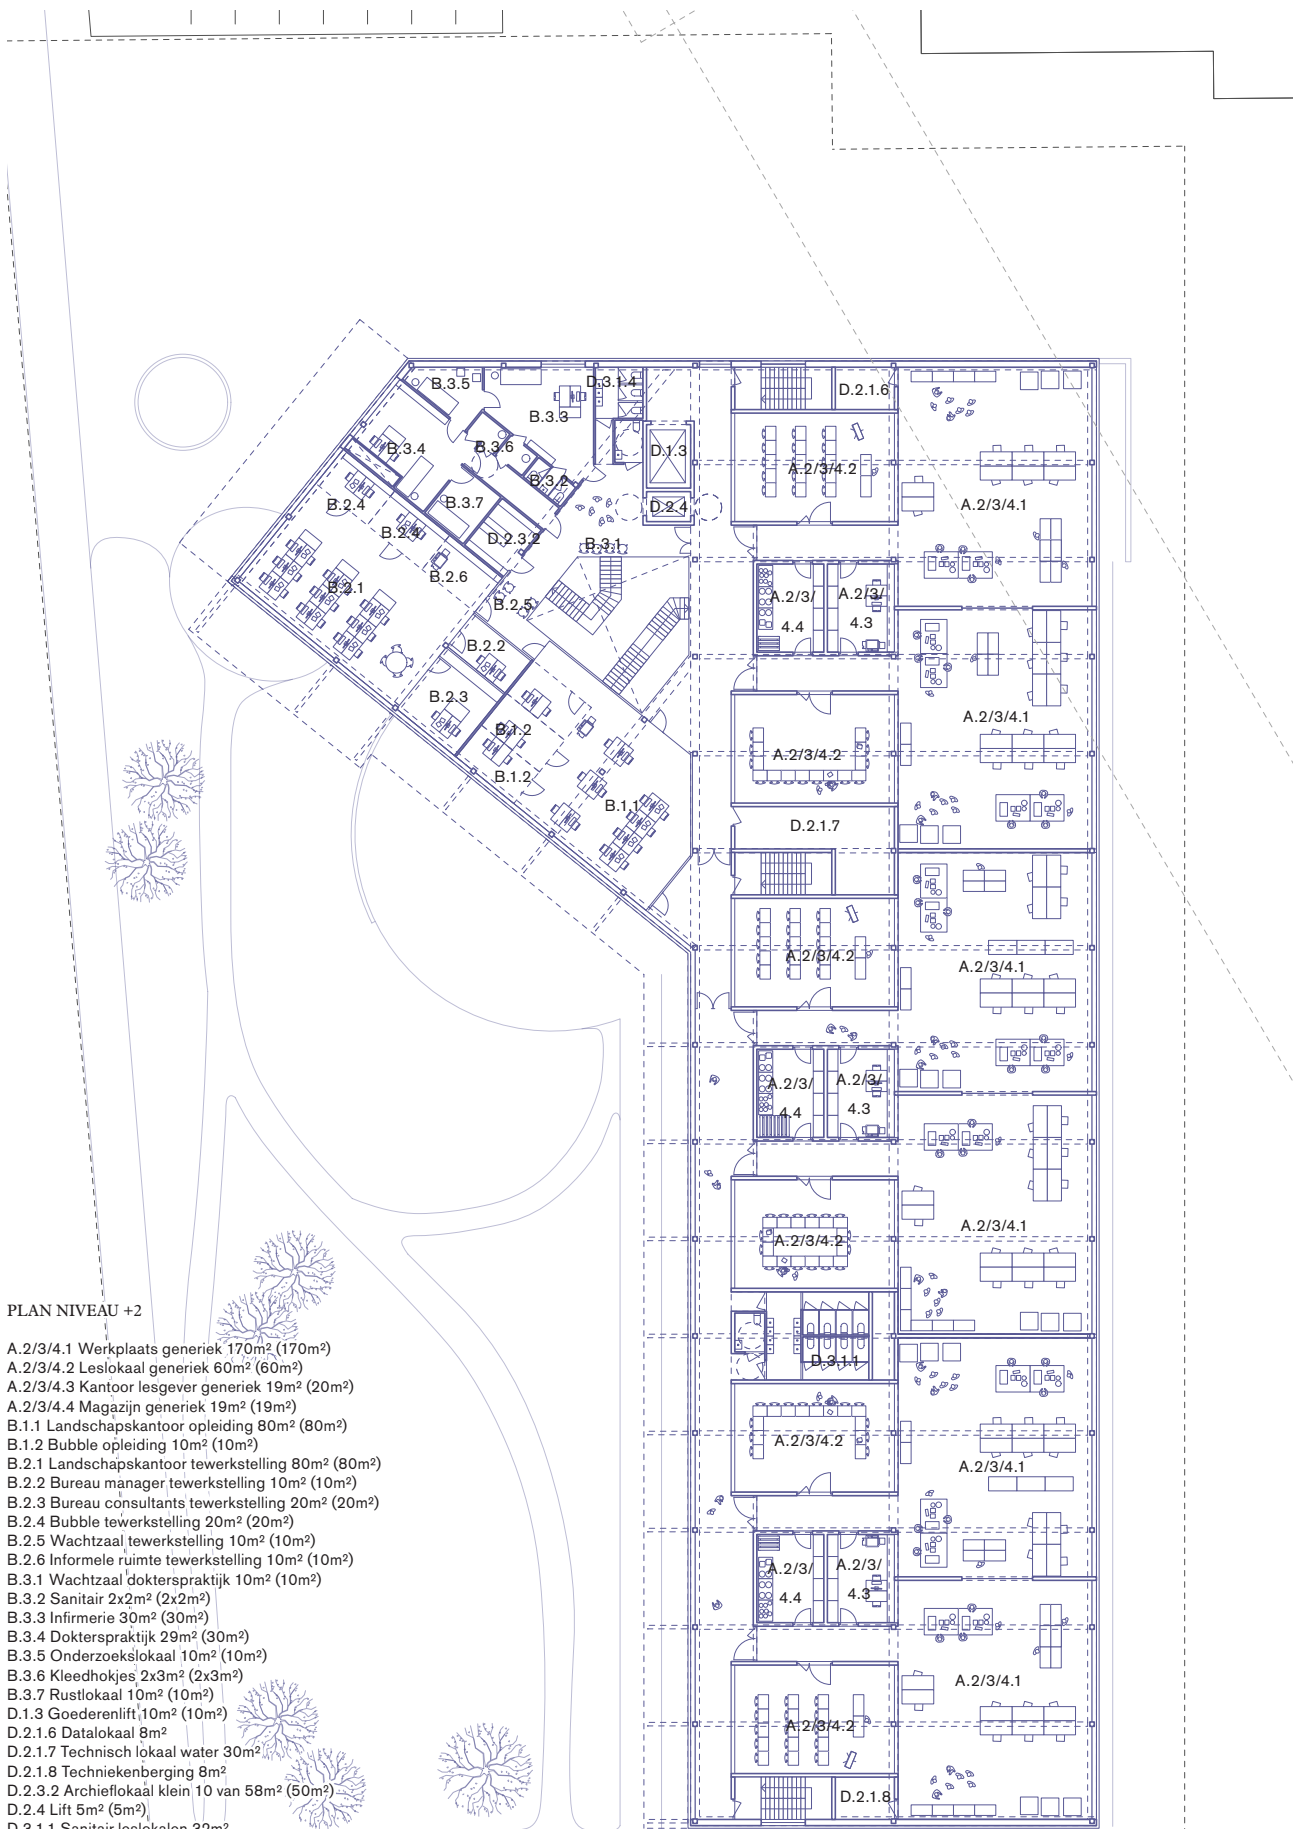 B.3.5
D.3.1.4
D.2.1.6
B.3.3
B.3.4
B.3.6
D.1.3
A.2/3/4.2
B.3.2
B.2.4
B.3.7
D.2.4
A.2/3/4.1
B.2.4
D.2.3.2
B.3.1
B.2.6
B.2.1
B.2.5
A.2/3/
4.4
A.2/3/
4.3
B.2.2
B.2.3
B.1.2
A.2/3/4.1
A.2/3/4.2
B.1.2
B.1.1
D.2.1.7
A.2/3/4.2
A.2/3/4.1
A.2/3/
4.4
A.2/3/
4.3
A.2/3/4.2
A.2/3/4.1
D.3.1.1
A.2/3/4.2
A.2/3/4.1
A.2/3/
4.4
A.2/3/
4.3
A.2/3/4.1
A.2/3/4.2
D.2.1.8
PLAN NIVEAU +2
A.2/3/4.1 Werkplaats generiek 170m² (170m²)
A.2/3/4.2 Leslokaal generiek 60m² (60m²)
A.2/3/4.3 Kantoor lesgever generiek 19m² (20m²)
A.2/3/4.4 Magazijn generiek 19m² (19m²)
B.1.1 Landschapskantoor opleiding 80m² (80m²)
B.1.2 Bubble opleiding 10m² (10m²)
B.2.1 Landschapskantoor tewerkstelling 80m² (80m²)
B.2.2 Bureau manager tewerkstelling 10m² (10m²)
B.2.3 Bureau consultants tewerkstelling 20m² (20m²)
B.2.4 Bubble tewerkstelling 20m² (20m²)
B.2.5 Wachtzaal tewerkstelling 10m² (10m²)
B.2.6 Informele ruimte tewerkstelling 10m² (10m²)
B.3.1 Wachtzaal dokterspraktijk 10m² (10m²)
B.3.2 Sanitair 2x2m² (2x2m²)
B.3.3 Infirmerie 30m² (30m²)
B.3.4 Dokterspraktijk 29m² (30m²)
B.3.5 Onderzoekslokaal 10m² (10m²)
B.3.6 Kleedhokjes 2x3m² (2x3m²)
B.3.7 Rustlokaal 10m² (10m²)
D.1.3 Goederenlift 10m² (10m²)
D.2.1.6 Datalokaal 8m²
D.2.1.7 Technisch lokaal water 30m²
D.2.1.8 Techniekenberging 8m²
D.2.3.2 Archieflokaal klein 10 van 58m² (50m²)
D.2.4 Lift 5m² (5m²)
D.3.1.1 Sanitair leslokalen 32m²